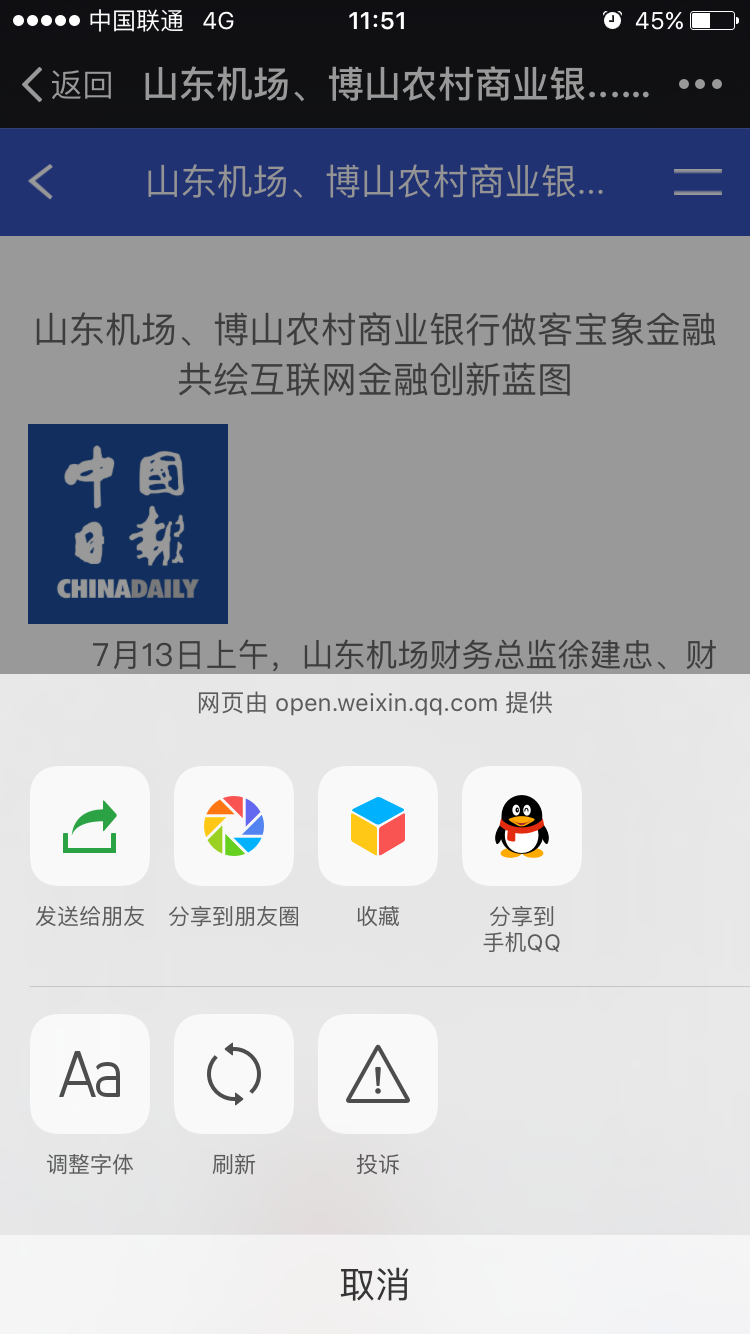 中国联通 4G 11:51 45%
返回 山东机场、博山农村商业银......
山东机场、博山农村商业银...
山东机场、博山农村商业银行做客宝象金融
共绘互联网金融创新蓝图
中國
日報
CHINADAILY
7月13日上午，山东机场财务总监徐建忠、财
网页由 open.weixin.qq.com 提供
发送给朋友 分享到朋友圈 收藏 分享到
手机QQ
Aa
调整字体 刷新 投诉
取消